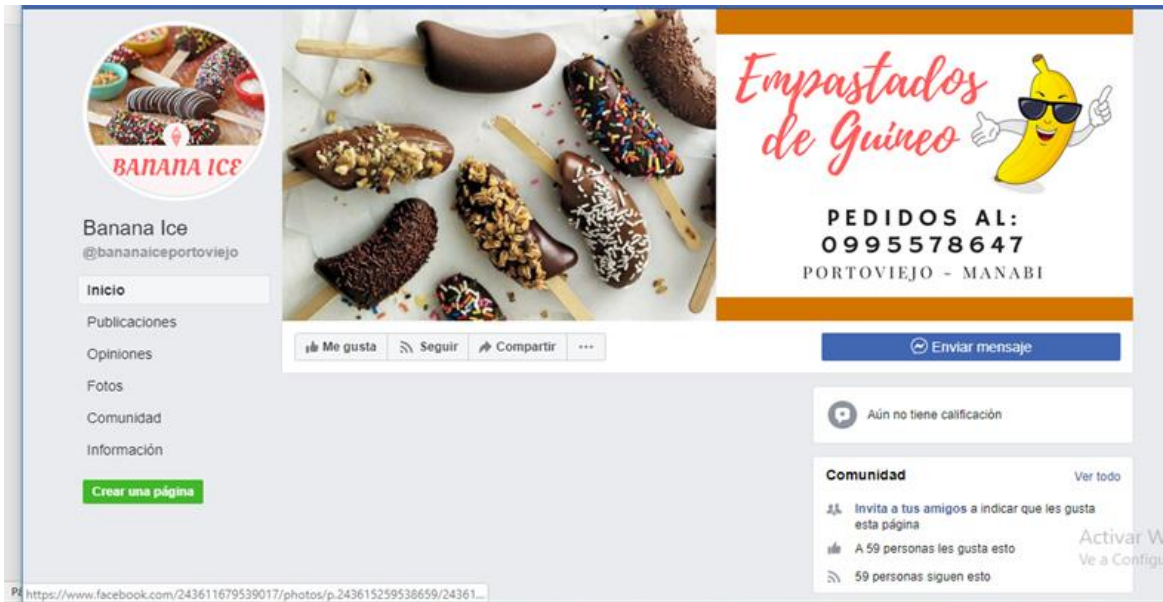 BANANA ICE
Banana Ice
@bananaiceportoviejo
Inicio
Publicaciones
Opiniones
Fotos
Comunidad
Información
Crear una página
Empastados
de Guineo
PEDIDOS AL:
0995578647
PORTOVIEJO - MANABI
Me gusta
Seguir
Compartir
Enviar mensaje
Aún no tiene calificación
Comunidad
Ver todo
Invita a tus amigos a indicar que les gusta
esta página
A 59 personas les gusta esto
59 personas siguen esto
Activar W
Ve a Configu
https://www.facebook.com/243611679539017/photos/p.243615259538659/24361...